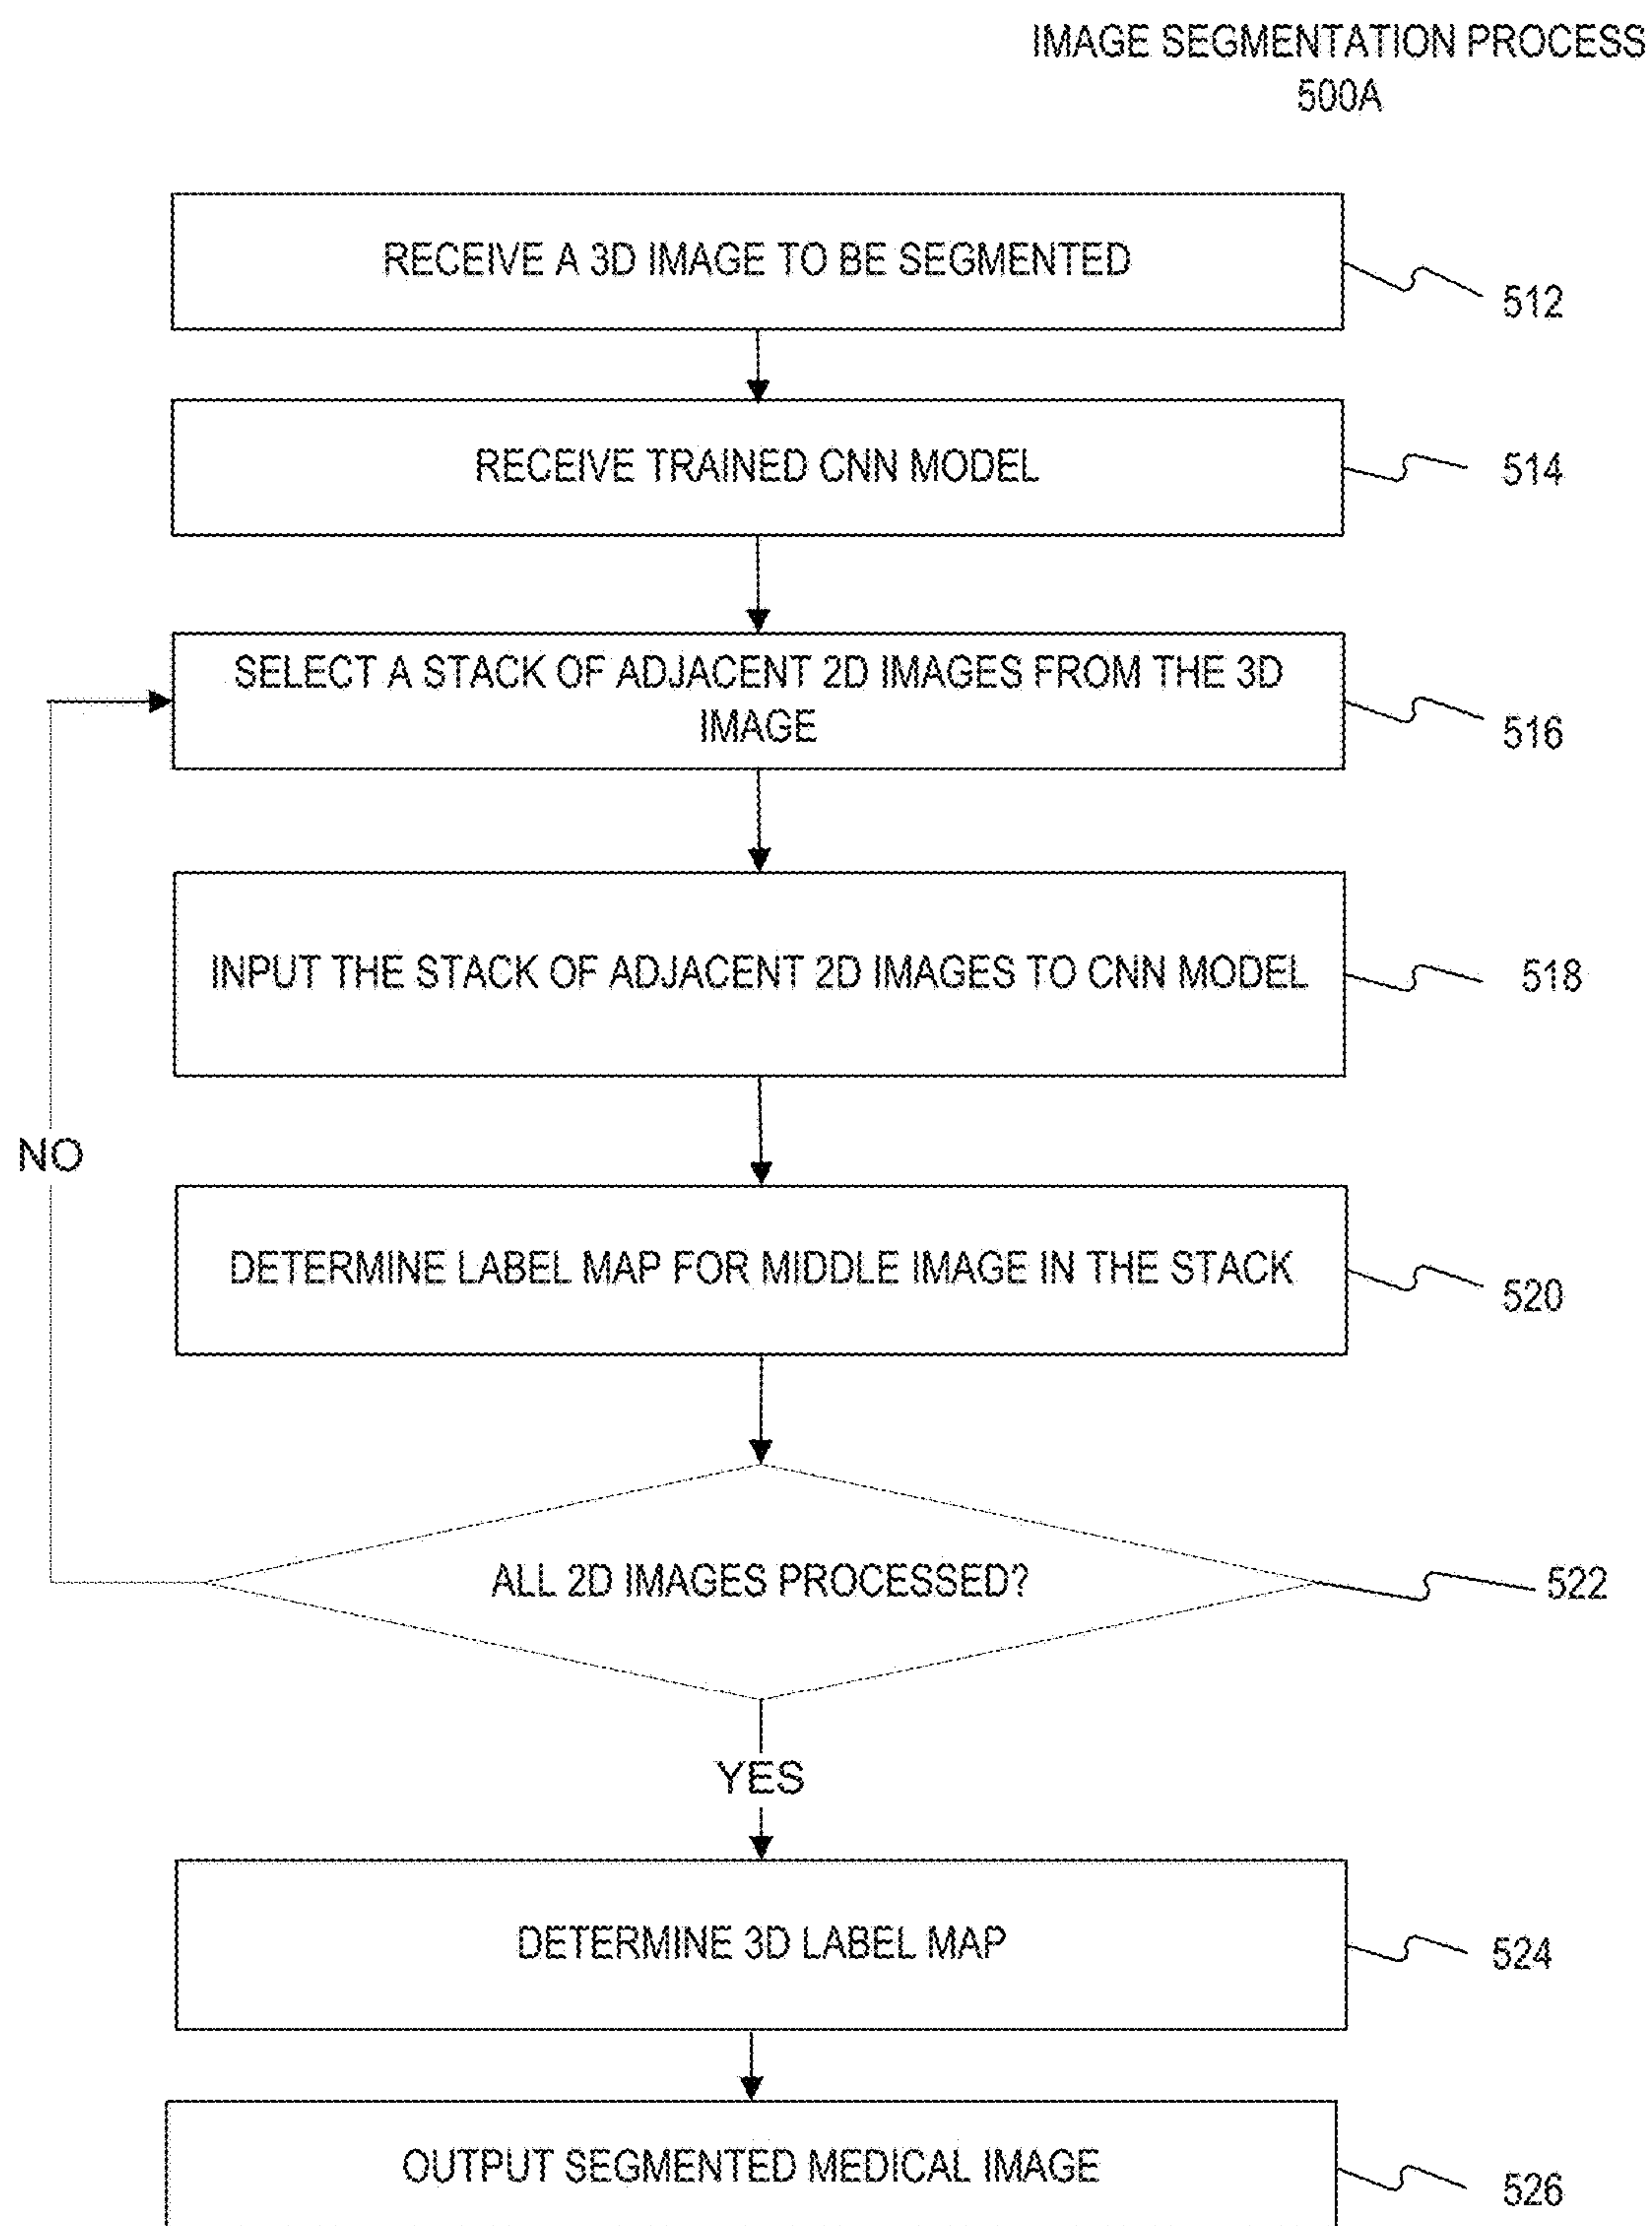 IMAGE SEGMENTATION PROCESS
500A
RECEIVE A 3D IMAGE TO BE SEGMENTED
512
RECEIVE TRAINED CNN MODEL
514
SELECT A STACK OF ADJACENT 2D IMAGES FROM THE 3D
IMAGE
516
INPUT THE STACK OF ADJACENT 2D IMAGES TO CNN MODEL
518
NO
DETERMINE LABEL MAP FOR MIDDLE IMAGE IN THE STACK
520
ALL 2D IMAGES PROCESSED?
522
YES
DETERMINE 3D LABEL MAP
524
OUTPUT SEGMENTED MEDICAL IMAGE
526